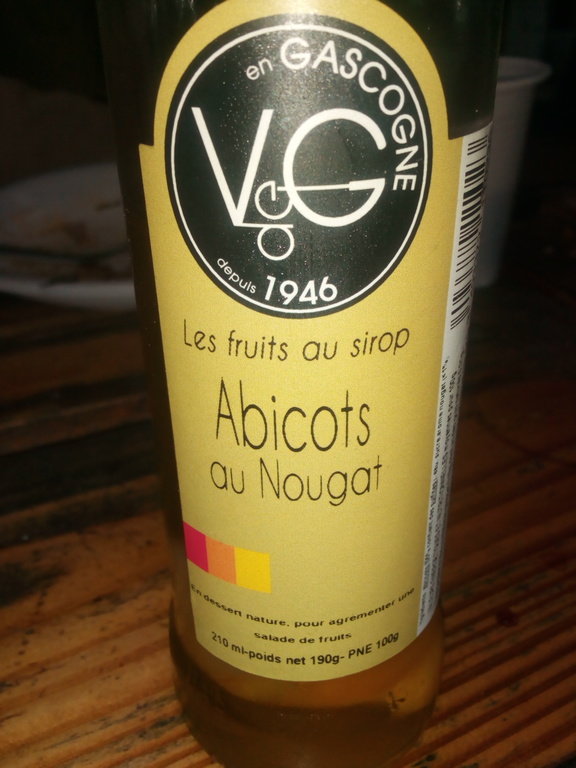 en GASCOGNE
VG
depuis 1946
Les fruits au sirop
Abicots
au Nougat
En dessert nature, pour agrementer une
salade de fruits
210 ml-poids net 190g- PNE 100g